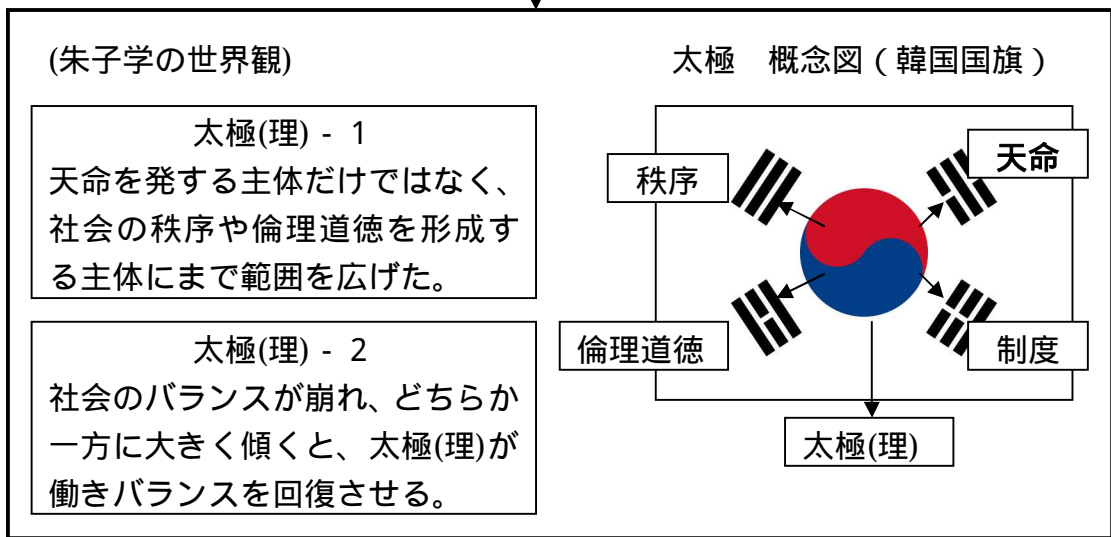 (朱子学の世界観)
太極(理) - 1
天命を発する主体だけではなく、
社会の秩序や倫理道徳を形成す
る主体にまで範囲を広げた。
太極(理) - 2
社会のバランスが崩れ、どちらか
一方に大きく傾くと、太極(理)が
働きバランスを回復させる。
太極　概念図（韓国国旗）
秩序
天命
倫理道徳
制度
太極(理)